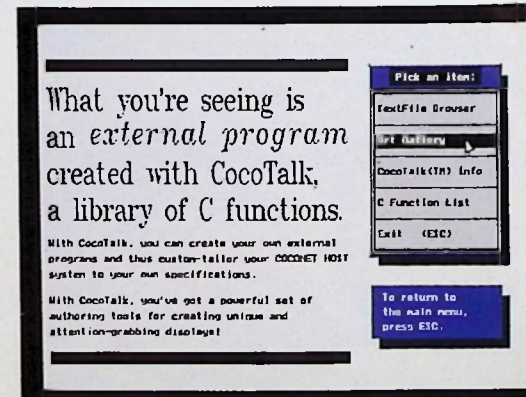 What you're seeing is
an external program
created with CocoTalk,
a library of C functions.
With CocoTalk, you can create your own external
programs and thus custom-tailor your COCONET HOST
system to your own specifications.
With CocoTalk, you've got a powerful set of
authoring tools for creating unique and
attention-grabbing displays!
Pick an item:
TextFile Browser
Art Gallery
CocoTalk(TM) Info
C Function List
Exit (ESC)
To return to
the main menu,
press ESC.